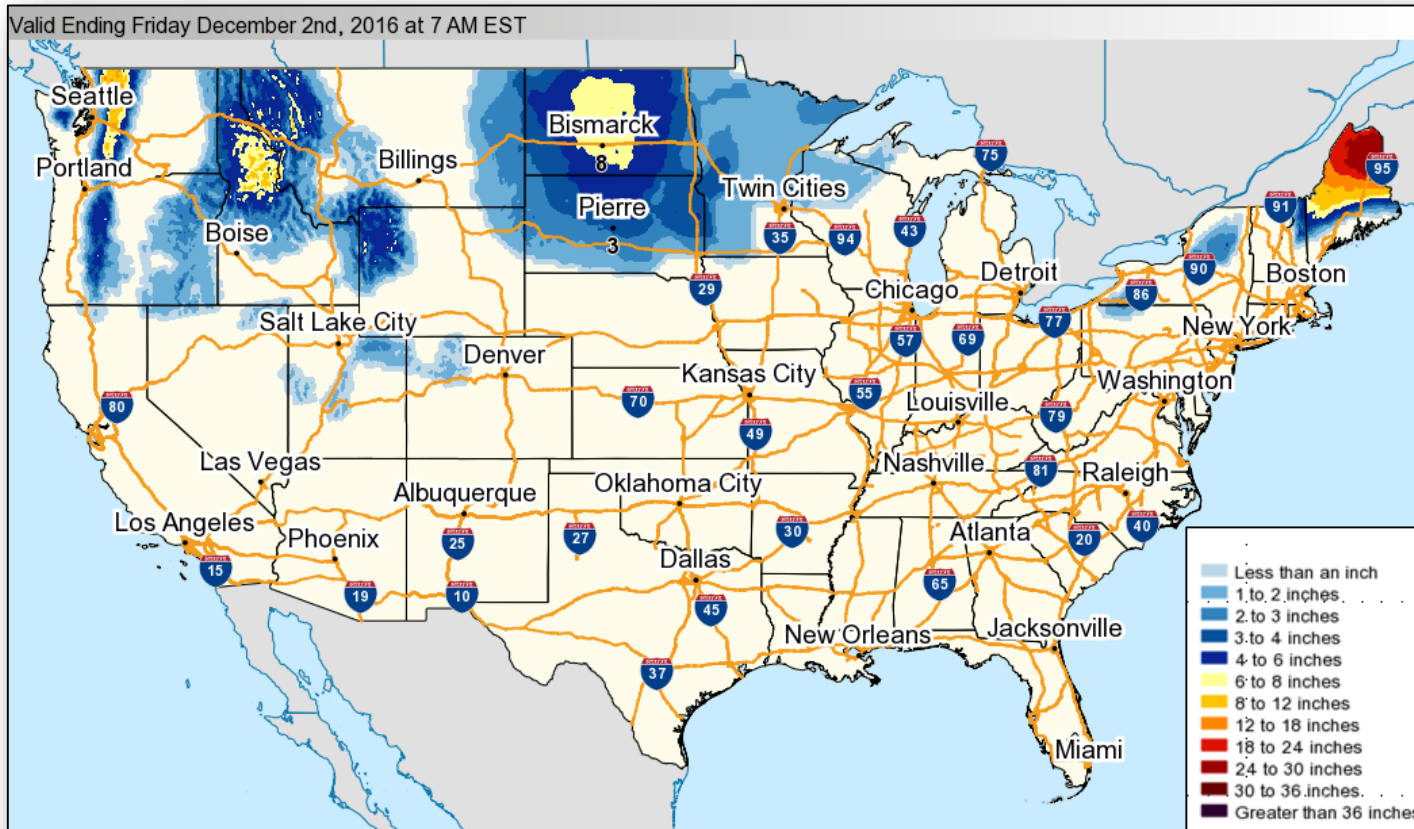 Valid Ending Friday December 2nd, 2016 at 7 AM EST
Seattle
Portland
Billings
Bismarck
8
Pierre
3
Twin Cities
75
95
91
Boise
35
94
43
90
Boston
29
86
Detroit
Chicago
Salt Lake City
Denver
57
69
77
New York
Kansas City
80
70
55
Louisville
79
Washington
49
Las Vegas
Albuquerque
Oklahoma City
Nashville
81
Raleigh
Los Angeles
Phoenix
25
27
30
Atlanta
20
40
15
19
10
Dallas
45
65
New Orleans
Jacksonville
37
Miami
Less than an inch
1 to 2 inches
2 to 3 inches
3 to 4 inches
4 to 6 inches
6 to 8 inches
8 to 12 inches
12 to 18 inches
18 to 24 inches
24 to 30 inches
30 to 36 inches
Greater than 36 inches